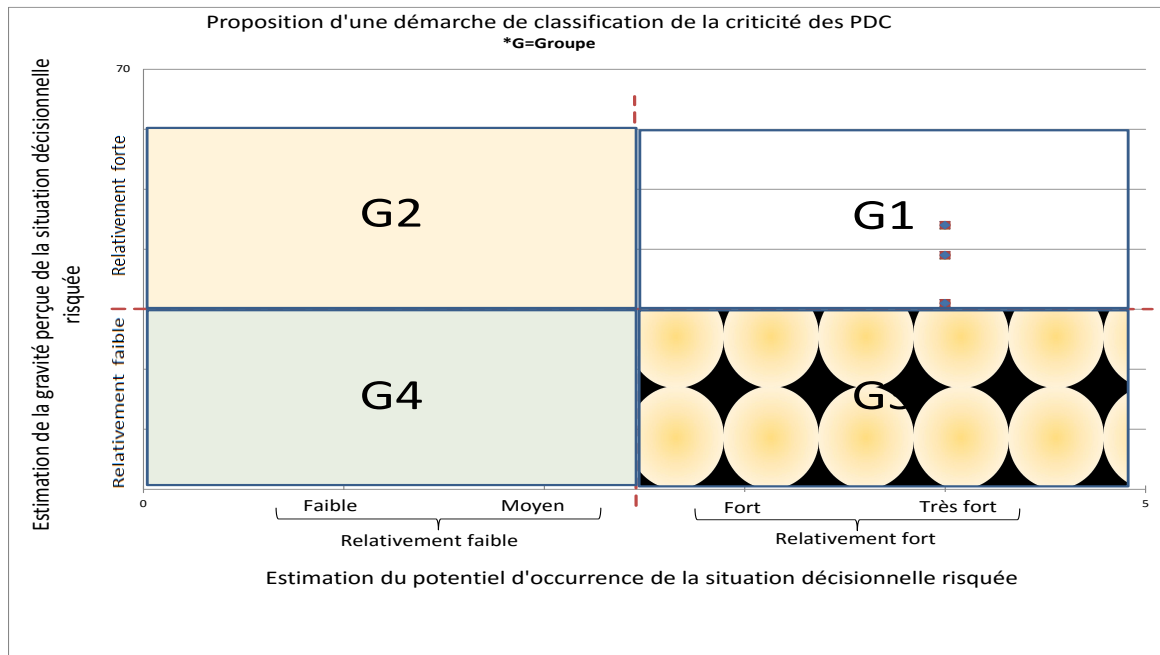 Proposition d'une démarche de classification de la criticité des PDC
*G=Groupe
Estimation de la gravité perçue de la situation décisionnelle
risquée
70
Relativement forte
Relativement faible
G2
G1
G4
G3
0
5
Faible
Moyen
Fort
Très fort
Relativement faible
Relativement fort
Estimation du potentiel d'occurrence de la situation décisionnelle risquée